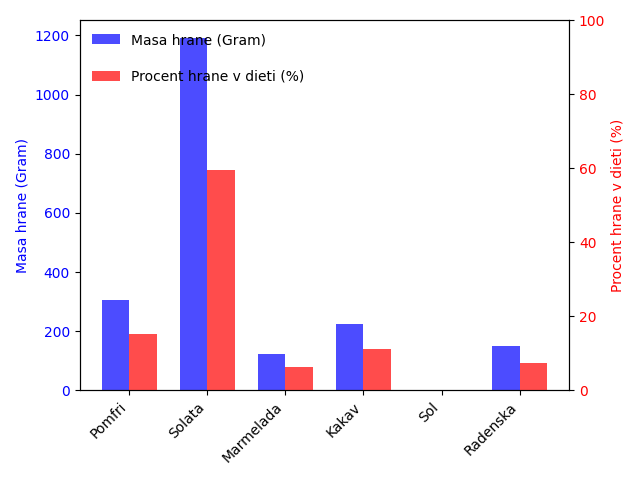 Masa hrane (Gram)
Procent hrane v dieti (%)
1200
1000
800
600
400
200
0
Masa hrane (Gram)
100
80
60
40
20
0
Procent hrane v dieti (%)
Pomfri
Solata
Marmelada
Kakav
Sol
Radenska